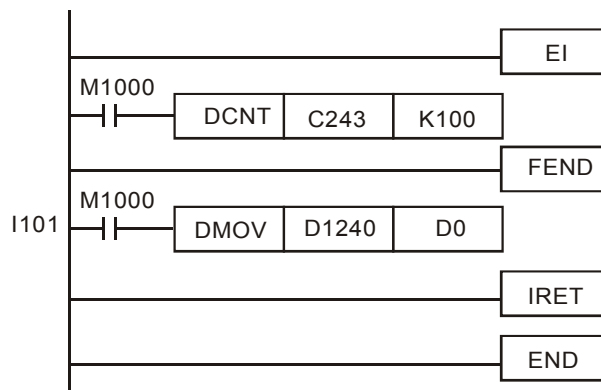 EI
M1000
DCNT C243 K100
FEND
M1000
I101 DMOV D1240 D0
IRET
END